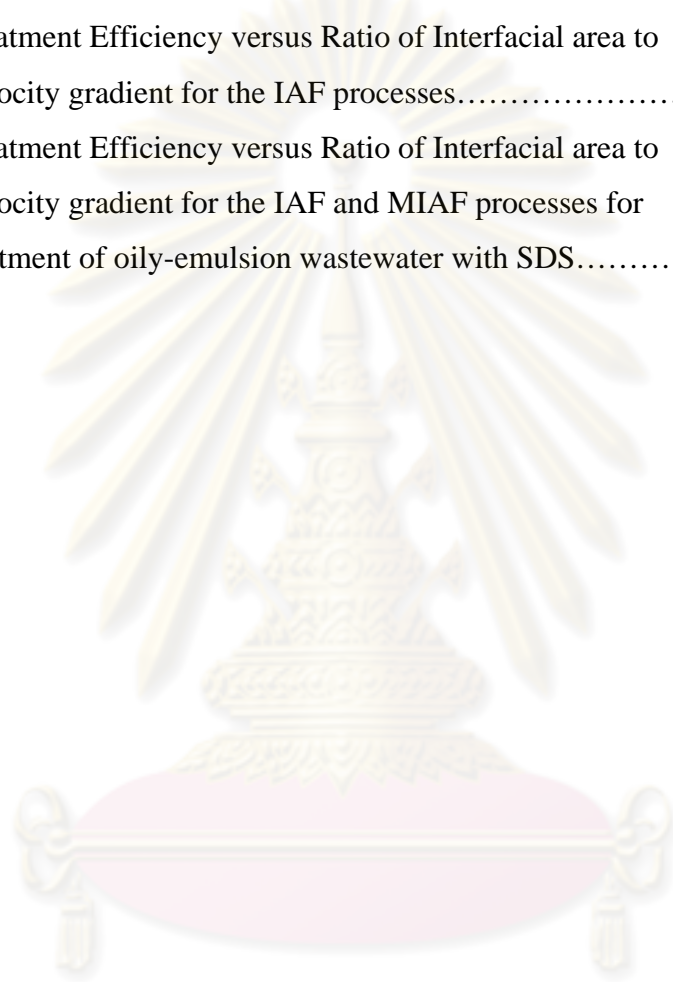 atment Efficiency versus Ratio of Interfacial area to
ocity gradient for the IAF processes…………………
atment Efficiency versus Ratio of Interfacial area to
ocity gradient for the IAF and MIAF processes for
tment of oily-emulsion wastewater with SDS………